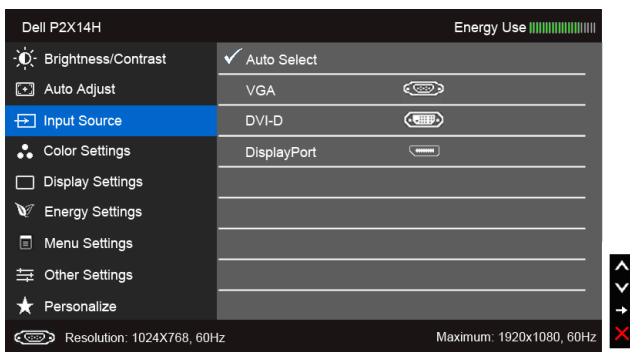 Dell P2X14H
Energy Use
Brightness/Contrast
Auto Select
Auto Adjust
VGA
Input Source
DVI-D
Color Settings
DisplayPort
Display Settings
Energy Settings
Menu Settings
Other Settings
Personalize
Resolution: 1024X768, 60Hz
Maximum: 1920x1080, 60Hz